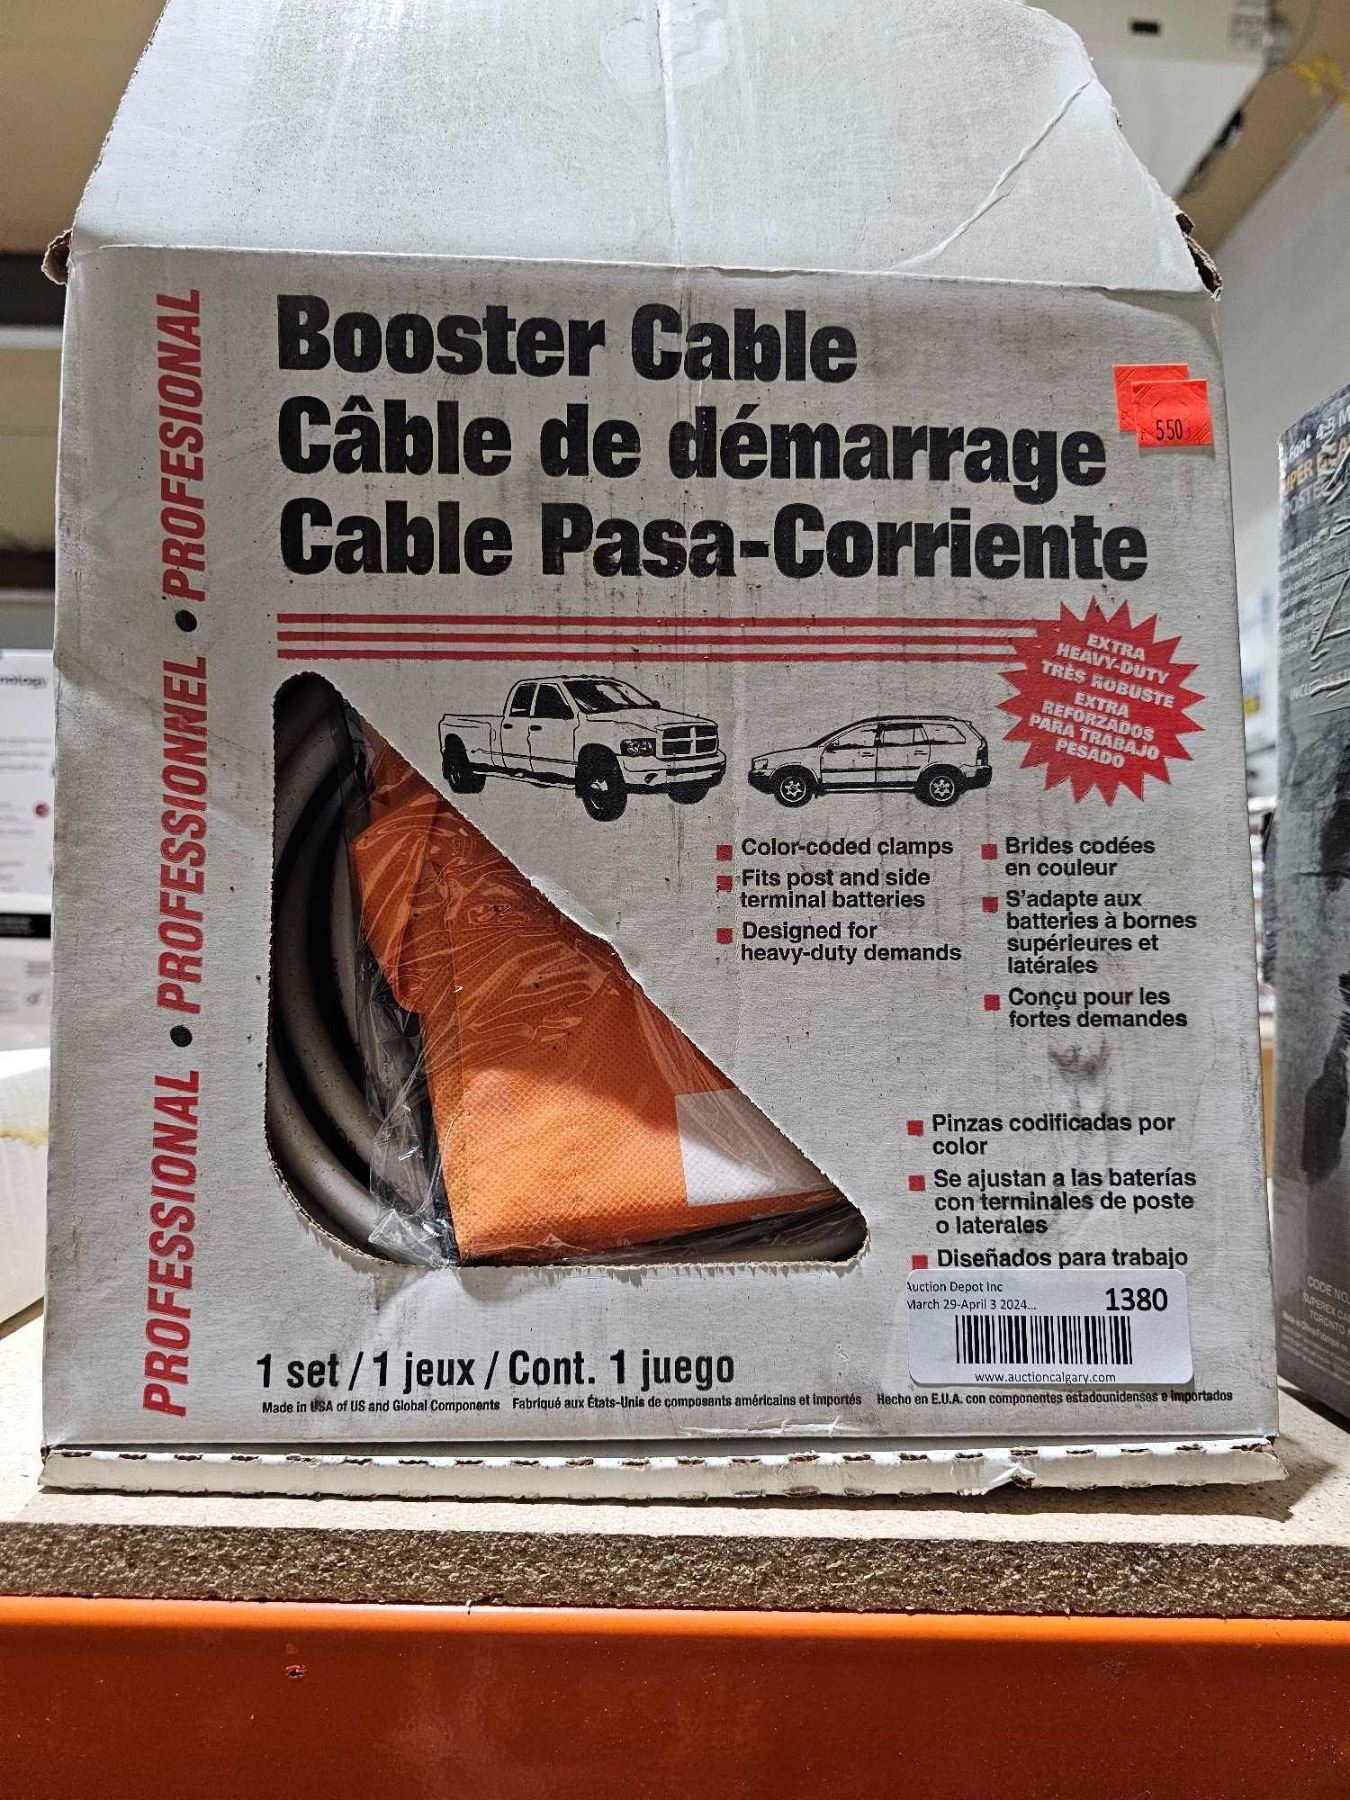 Booster Cable
Câble de démarrage
Cable Pasa-Corriente
PROFESSIONAL • PROFESSIONNEL • PROFESIONAL
550
EXTRA
HEAVY-DUTY
TRÈS ROBUSTE
EXTRA
REFORZADOS
PARA TRABAJO
PESADO
Color-coded clamps
Fits post and side
terminal batteries
Designed for
heavy-duty demands
Brides codées
en couleur
S'adapte aux
batteries à bornes
supérieures et
latérales
Conçu pour les
fortes demandes
Pinzas codificadas por
color
Se ajustan a las baterías
con terminales de poste
o laterales
Diseñados para trabajo
Auction Depot Inc
March 29-April 3 2024...
1380
www.auctioncalgary.com
1 set / 1 jeux / Cont. 1 juego
Made in USA of US and Global Components Fabriqué aux États-Unis de composants américains et importés Hecho en E.U.A. con componentes estadounidenses e importados
nology
Foot
CODE NO
TORONTO